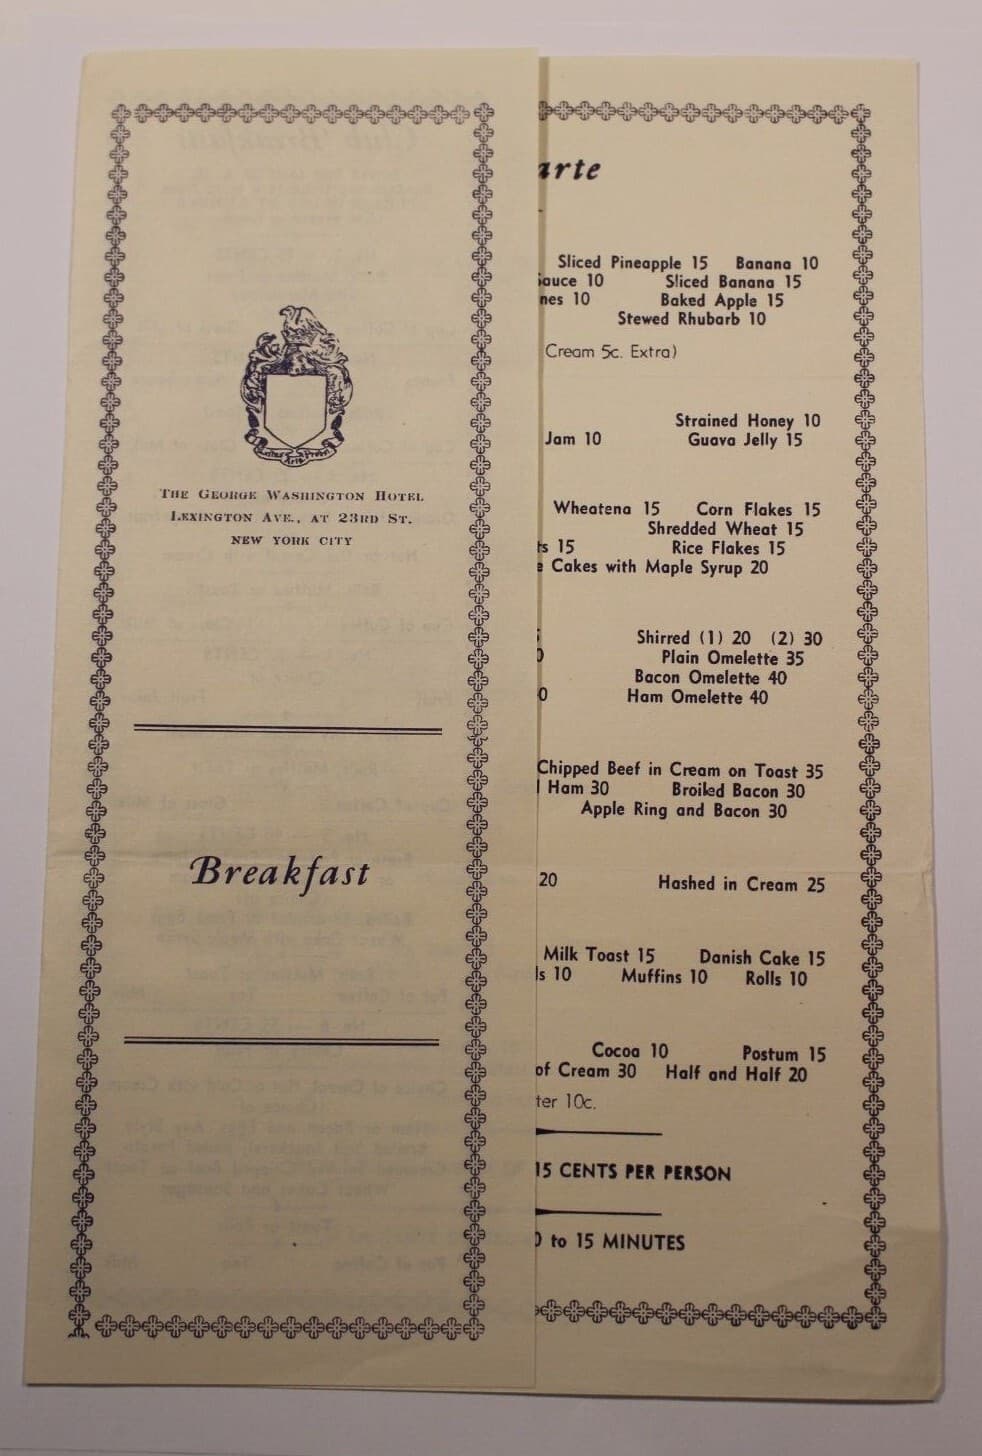 THE GEORGE WASHINGTON HOTEL
LEXINGTON AVE., AT 23RD ST.
NEW YORK CITY
Breakfast
arte
Sliced Pineapple 15 Banana 10
auce 10 Sliced Banana 15
nes 10 Baked Apple 15
Stewed Rhubarb 10
Cream 5c. Extra)
Strained Honey 10
Jam 10 Guava Jelly 15
Wheatena 15 Corn Flakes 15
Shredded Wheat 15
ts 15 Rice Flakes 15
e Cakes with Maple Syrup 20
Shirred (1) 20 (2) 30
Plain Omelette 35
Bacon Omelette 40
0 Ham Omelette 40
Chipped Beef in Cream on Toast 35
Ham 30 Broiled Bacon 30
Apple Ring and Bacon 30
20 Hashed in Cream 25
Milk Toast 15 Danish Cake 15
ls 10 Muffins 10 Rolls 10
Cocoa 10 Postum 15
of Cream 30 Half and Half 20
ter 10c.
15 CENTS PER PERSON
0 to 15 MINUTES